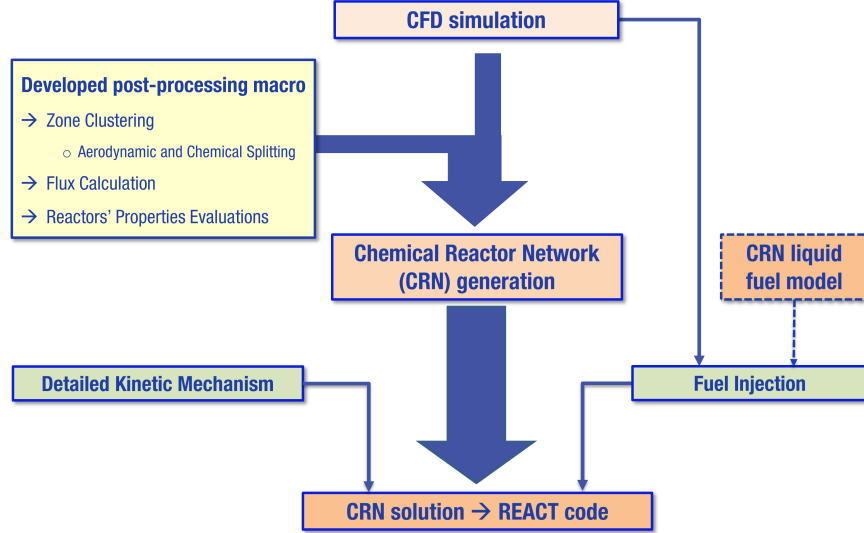 CFD simulation
Developed post-processing macro
→ Zone Clustering
○ Aerodynamic and Chemical Splitting
→ Flux Calculation
→ Reactors’ Properties Evaluations
Chemical Reactor Network
(CRN) generation
CRN liquid
fuel model
Detailed Kinetic Mechanism
Fuel Injection
CRN solution → REACT code